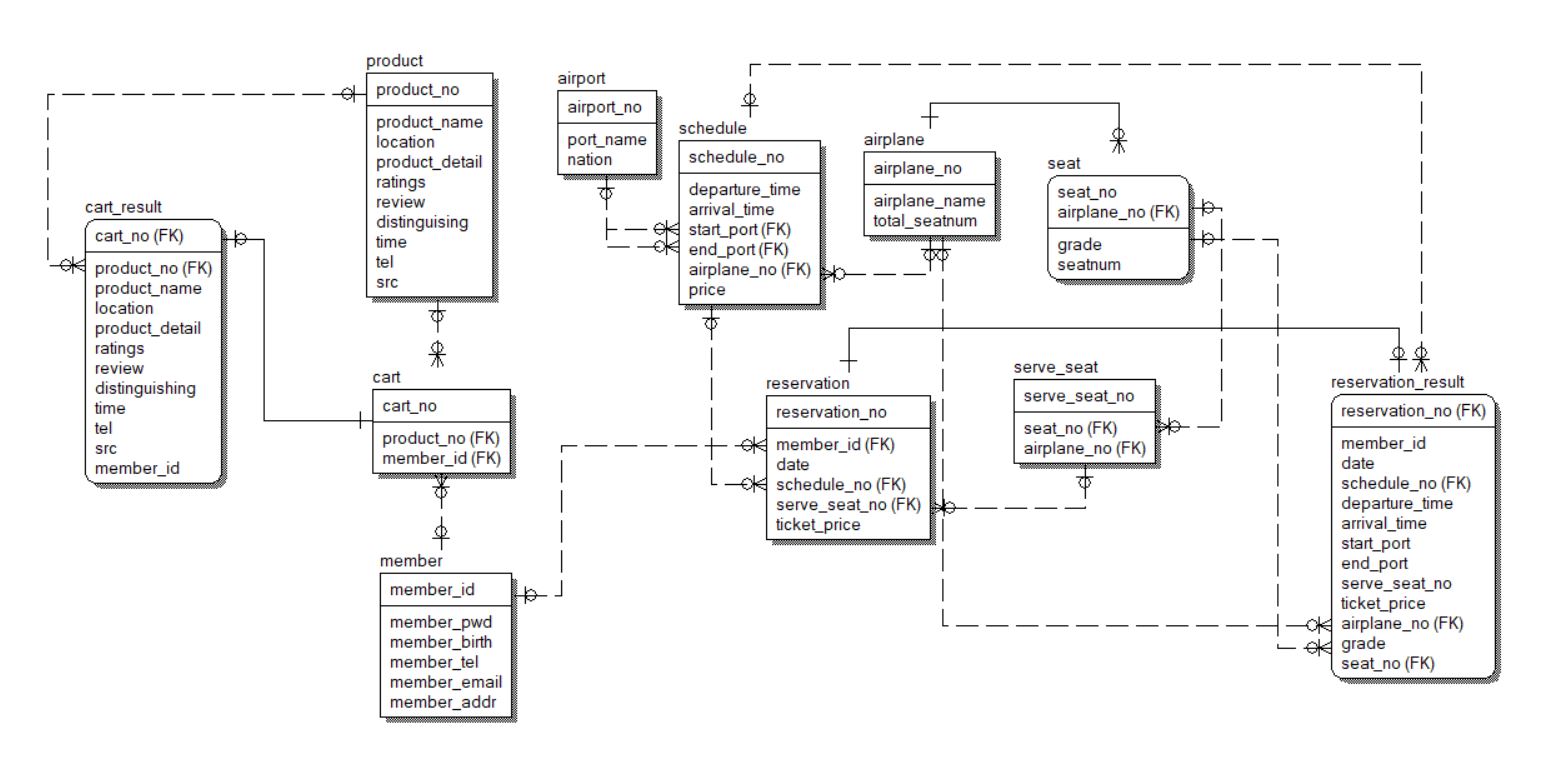 product
product_no
product_name
location
product_detail
ratings
review
distinguising
time
tel
src
cart_result
cart_no (FK)
product_no (FK)
product_name
location
product_detail
ratings
review
distinguishing
time
tel
src
member_id
cart
cart_no
product_no (FK)
member_id (FK)
member
member_id
member_pwd
member_birth
member_tel
member_email
member_addr
airport
airport_no
port_name
nation
schedule
schedule_no
departure_time
arrival_time
start_port (FK)
end_port (FK)
airplane_no (FK)
price
airplane
airplane_no
airplane_name
total_seatnum
seat
seat_no
airplane_no (FK)
grade
seatnum
reservation
reservation_no
member_id (FK)
date
schedule_no (FK)
serve_seat_no (FK)
ticket_price
serve_seat
serve_seat_no
seat_no (FK)
airplane_no (FK)
reservation_result
reservation_no (FK)
member_id
date
schedule_no (FK)
departure_time
arrival_time
start_port
end_port
serve_seat_no
ticket_price
airplane_no (FK)
grade
seat_no (FK)